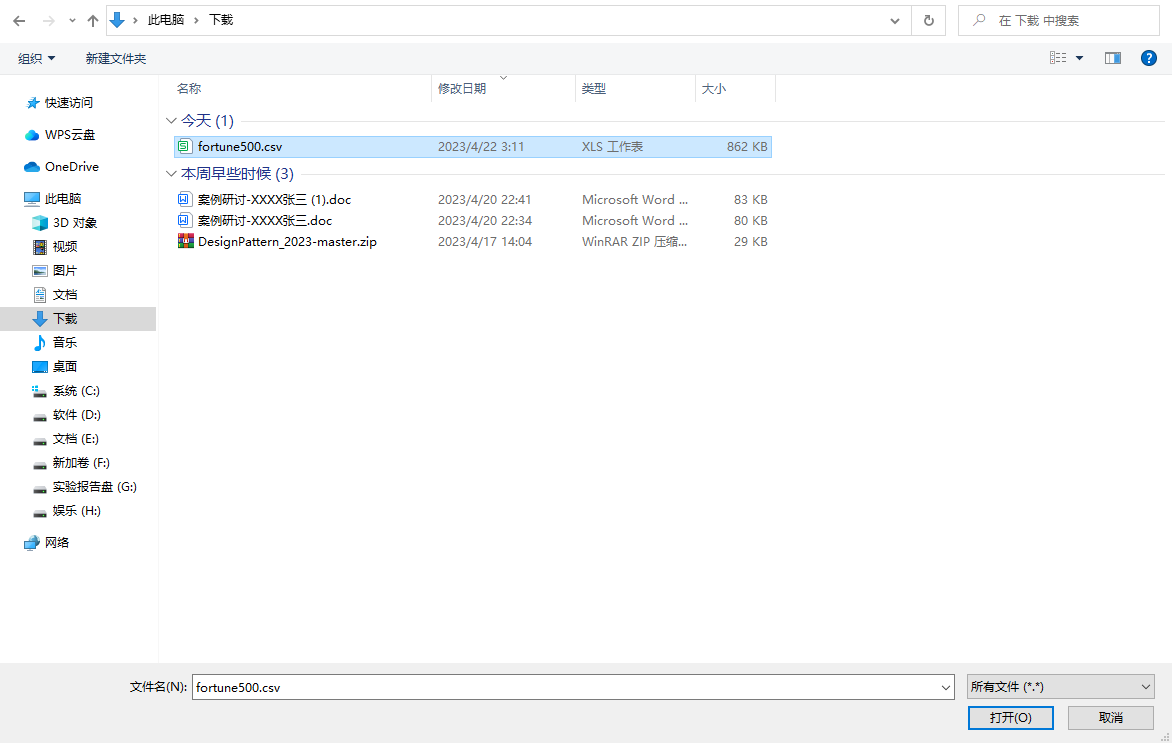 此电脑 › 下载
在 下载 中搜索
组织 新建文件夹
名称 修改日期 类型 大小
快速访问
WPS云盘
OneDrive
此电脑
3D 对象
视频
图片
文档
下载
音乐
桌面
系统 (C:)
软件 (D:)
文档 (E:)
新加卷 (F:)
实验报告盘 (G:)
娱乐 (H:)
网络
今天 (1)
fortune500.csv 2023/4/22 3:11 XLS 工作表 862 KB
本周早些时候 (3)
案例研讨-XXXX张三 (1).doc 2023/4/20 22:41 Microsoft Word ... 83 KB
案例研讨-XXXX张三.doc 2023/4/20 22:34 Microsoft Word ... 80 KB
DesignPattern_2023-master.zip 2023/4/17 14:04 WinRAR ZIP 压缩... 29 KB
文件名(N): fortune500.csv 所有文件 (*.*)
打开(O) 取消